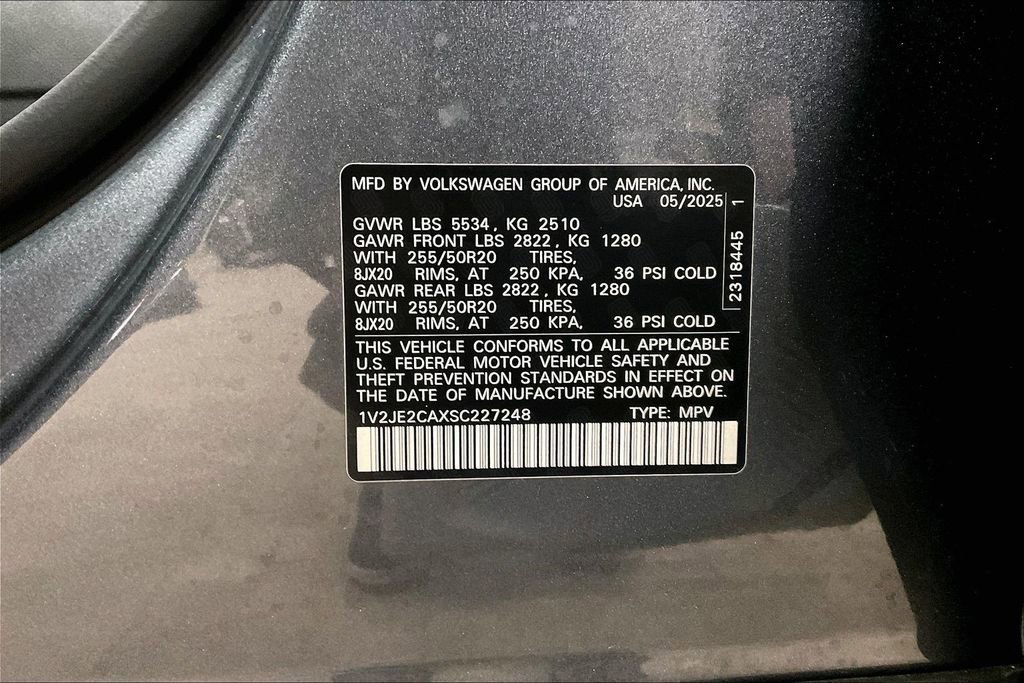 MFD BY VOLKSWAGEN GROUP OF AMERICA, INC.
USA 05/2025
GVWR LBS 5534, KG 2510
GAWR FRONT LBS 2822, KG 1280
WITH 255/50R20 TIRES,
8JX20 RIMS, AT 250 KPA, 36 PSI COLD
GAWR REAR LBS 2822, KG 1280
WITH 255/50R20 TIRES,
8JX20 RIMS, AT 250 KPA, 36 PSI COLD
THIS VEHICLE CONFORMS TO ALL APPLICABLE
U.S. FEDERAL MOTOR VEHICLE SAFETY AND
THEFT PREVENTION STANDARDS IN EFFECT ON
THE DATE OF MANUFACTURE SHOWN ABOVE.
1V2JE2CAXSC227248 TYPE: MPV
2318445 1